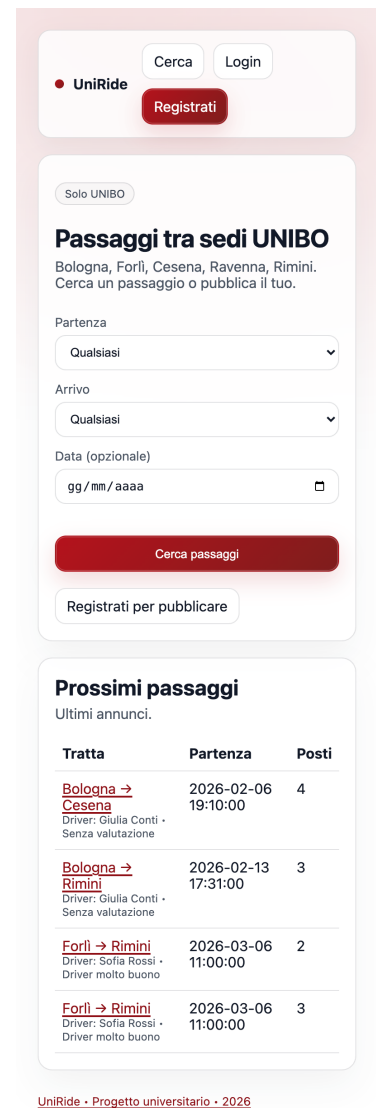 UniRide
Cerca
Login
Registrati
Solo UNIBO
Passaggi tra sedi UNIBO
Bologna, Forlì, Cesena, Ravenna, Rimini.
Cerca un passaggio o pubblica il tuo.
Partenza
Qualsiasi
Arrivo
Qualsiasi
Data (opzionale)
gg/mm/aaaa
Cerca passaggi
Registrati per pubblicare
Prossimi passaggi
Ultimi annunci.
Tratta Partenza Posti
Bologna → 2026-02-06 4
Cesena 19:10:00
Driver: Giulia Conti •
Senza valutazione
Bologna → 2026-02-13 3
Rimini 17:31:00
Driver: Giulia Conti •
Senza valutazione
Forlì → Rimini 2026-03-06 2
Driver: Sofia Rossi • 11:00:00
Driver molto buono
Forlì → Rimini 2026-03-06 3
Driver: Sofia Rossi • 11:00:00
Driver molto buono
UniRide • Progetto universitario • 2026